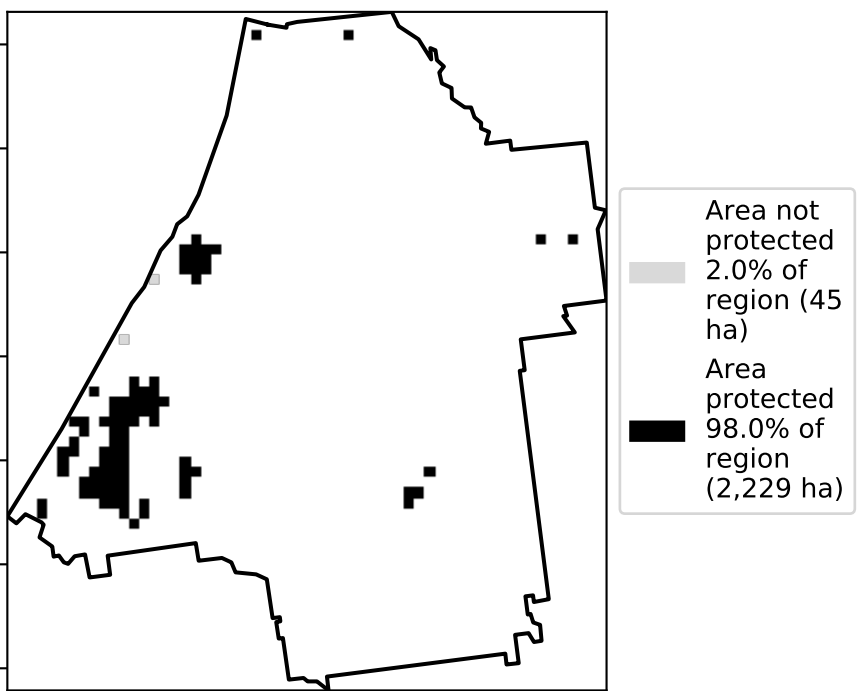 Area not
protected
2.0% of
region (45
ha)
Area
protected
98.0% of
region
(2,229 ha)